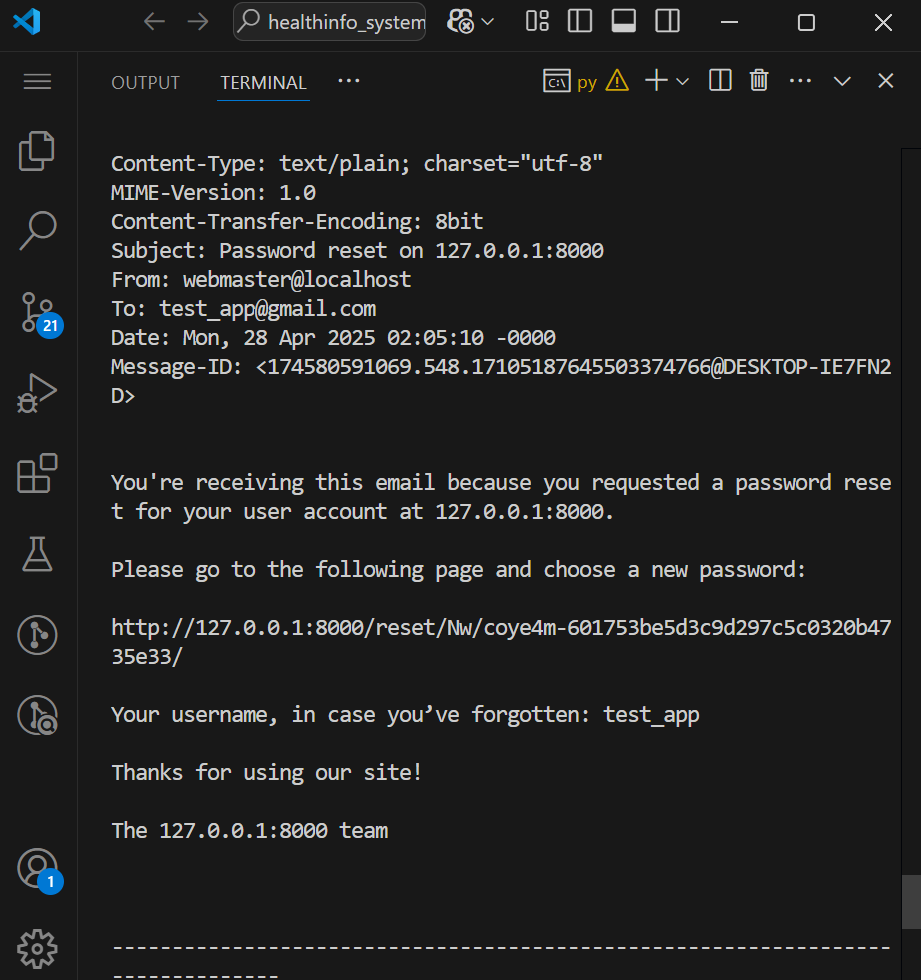 healthinfo_system
OUTPUT TERMINAL ... py
Content-Type: text/plain; charset="utf-8"
MIME-Version: 1.0
Content-Transfer-Encoding: 8bit
Subject: Password reset on 127.0.0.1:8000
From: webmaster@localhost
To: test_app@gmail.com
Date: Mon, 28 Apr 2025 02:05:10 -0000
Message-ID: <174580591069.548.17105187645503374766@DESKTOP-IE7FN2
D>
You're receiving this email because you requested a password rese
t for your user account at 127.0.0.1:8000.
Please go to the following page and choose a new password:
http://127.0.0.1:8000/reset/Nw/coye4m-601753be5d3c9d297c5c0320b47
35e33/
Your username, in case you’ve forgotten: test_app
Thanks for using our site!
The 127.0.0.1:8000 team
-----------------------------------------------------------------
--------------
21
1